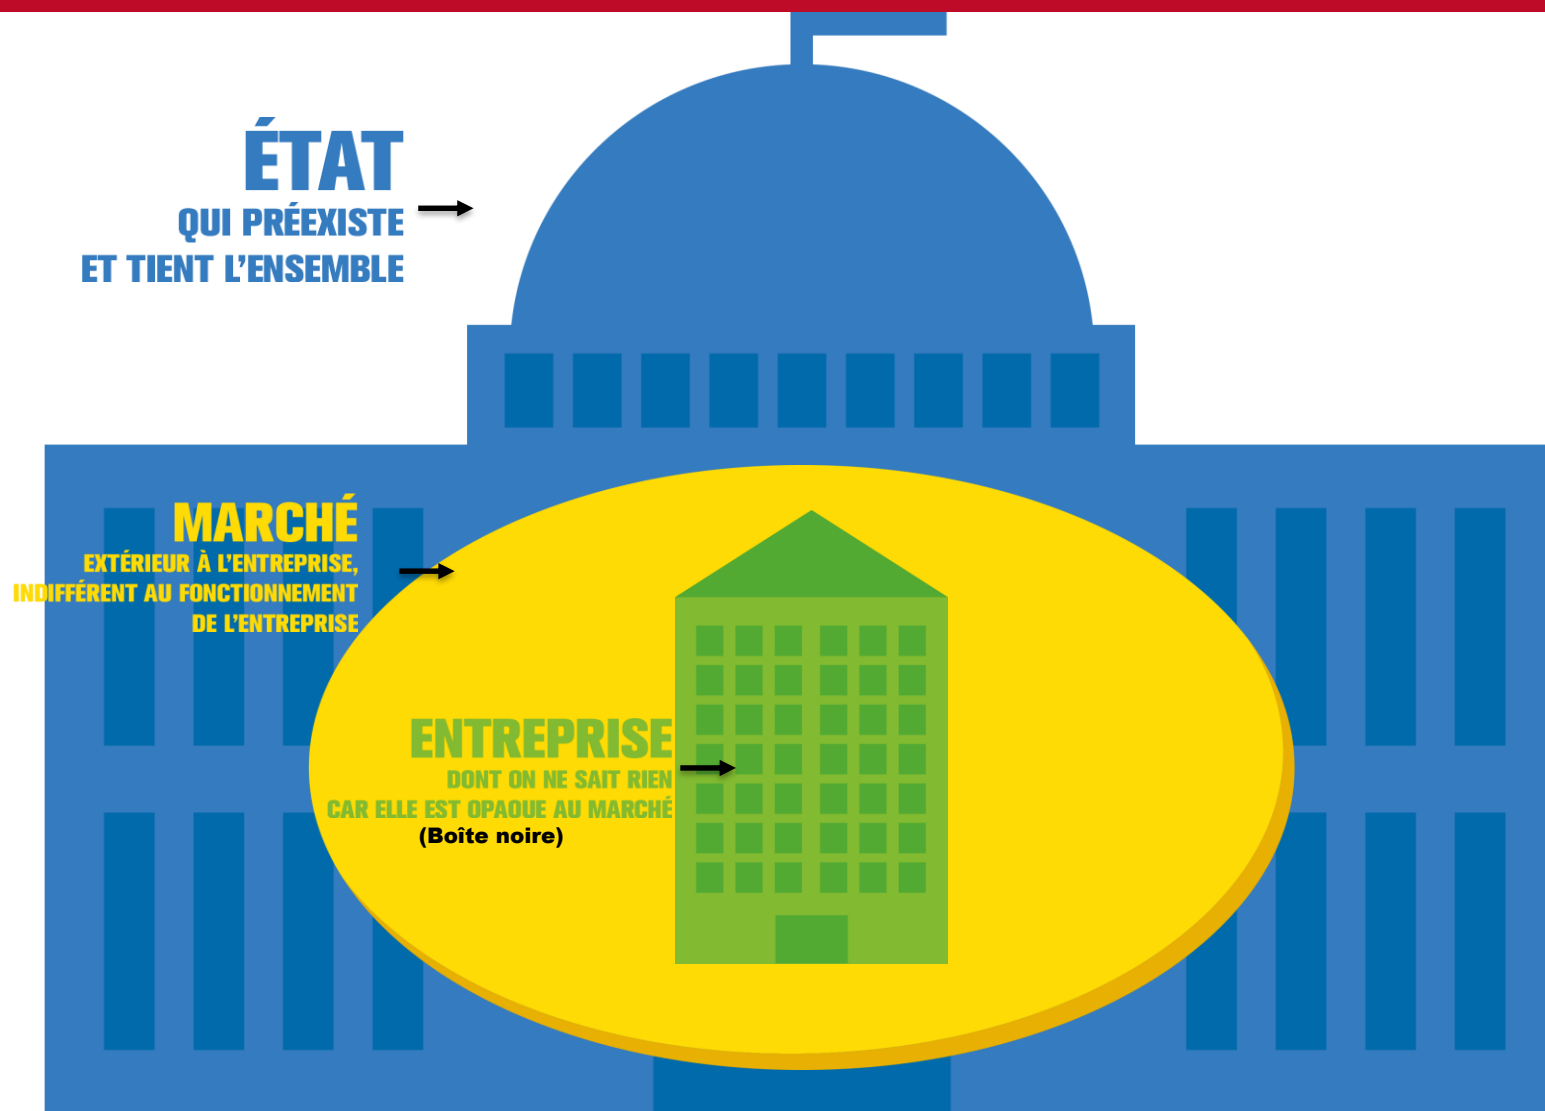 ÉTAT
QUI PRÉEXISTE
ET TIENT L'ENSEMBLE
MARCHÉ
EXTÉRIEUR À L'ENTREPRISE,
INDIFFÉRENT AU FONCTIONNEMENT
DE L'ENTREPRISE
ENTREPRISE
DONT ON NE SAIT RIEN
CAR ELLE EST OPAQUE AU MARCHÉ
(Boîte noire)